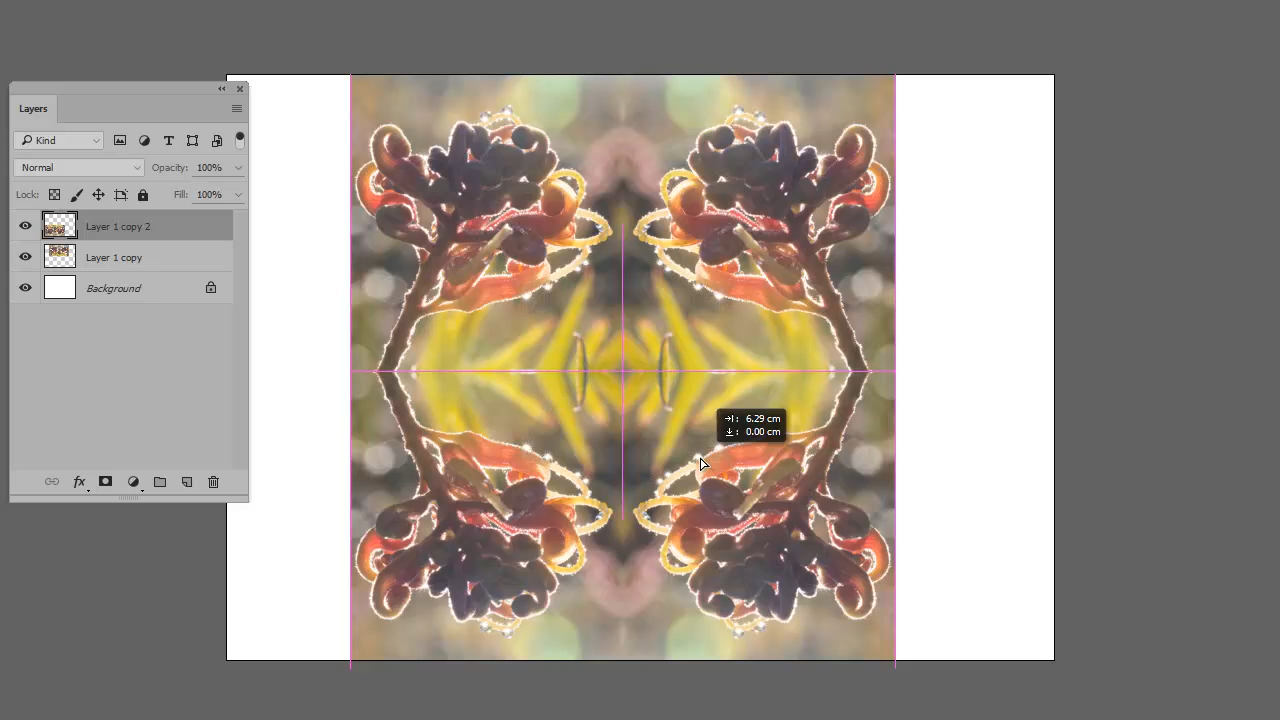 Layers
Kind
Normal Opacity: 100%
Lock: Fill: 100%
Layer 1 copy 2
Layer 1 copy
Background
fx
6.29 cm
0.00 cm